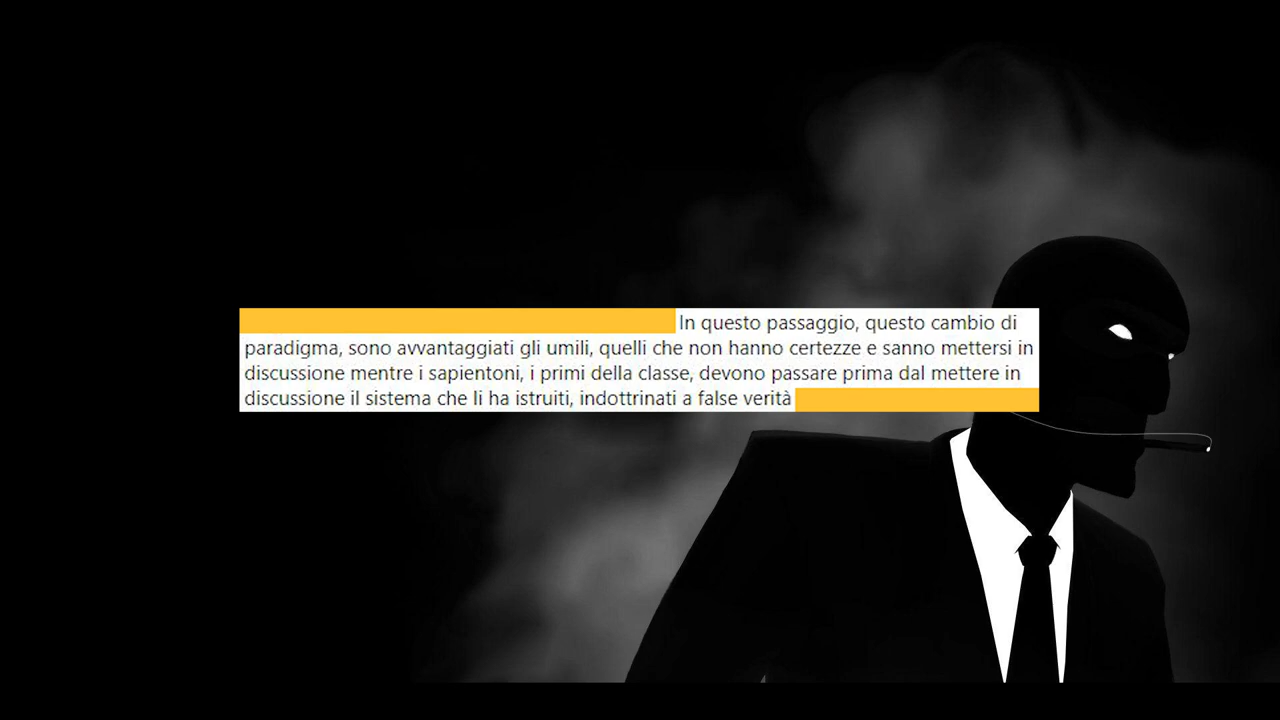 In questo passaggio, questo cambio di
paradigma, sono avvantaggiati gli umili, quelli che non hanno certezze e sanno mettersi in
discussione mentre i sapientoni, i primi della classe, devono passare prima dal mettere in
discussione il sistema che li ha istruiti, indottrinati a false verità